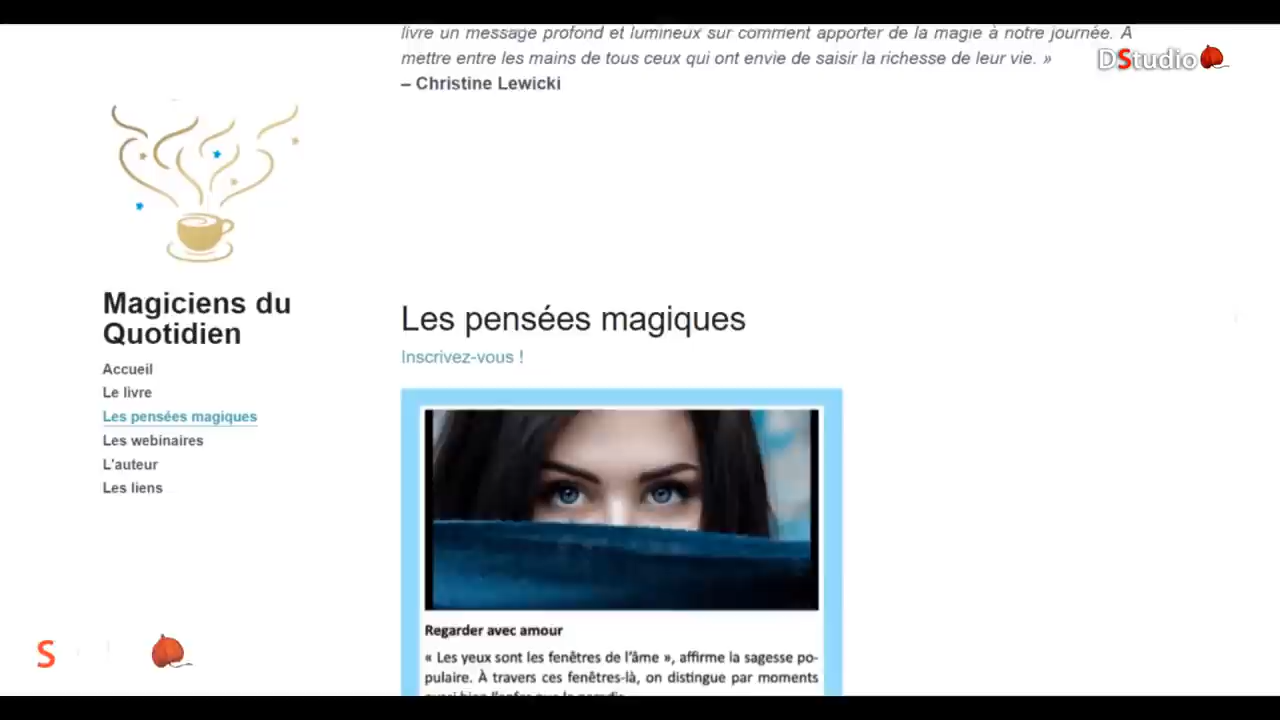 livre un message profond et lumineux sur comment apporter de la magie à notre journée. A
mettre entre les mains de tous ceux qui ont envie de saisir la richesse de leur vie. »
– Christine Lewicki
DStudio
Magiciens du
Quotidien
Accueil
Le livre
Les pensées magiques
Les webinaires
L'auteur
Les liens
Les pensées magiques
Inscrivez-vous !
Regarder avec amour
« Les yeux sont les fenêtres de l'âme », affirme la sagesse po-
pulaire. À travers ces fenêtres-là, on distingue par moments
S